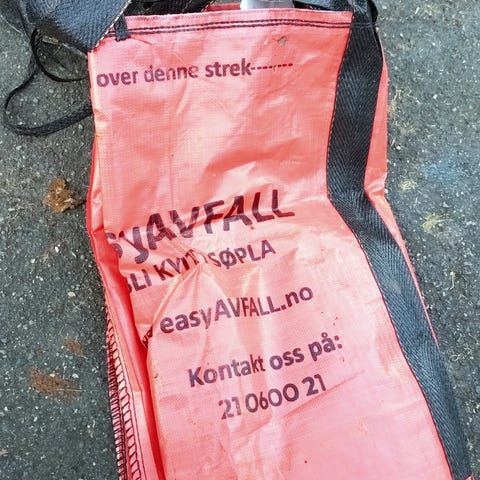 over denne strek--------
syAVFALL
BLI KVITT SØPLA
easyAVFALL.no
Kontakt oss på:
21 0600 21